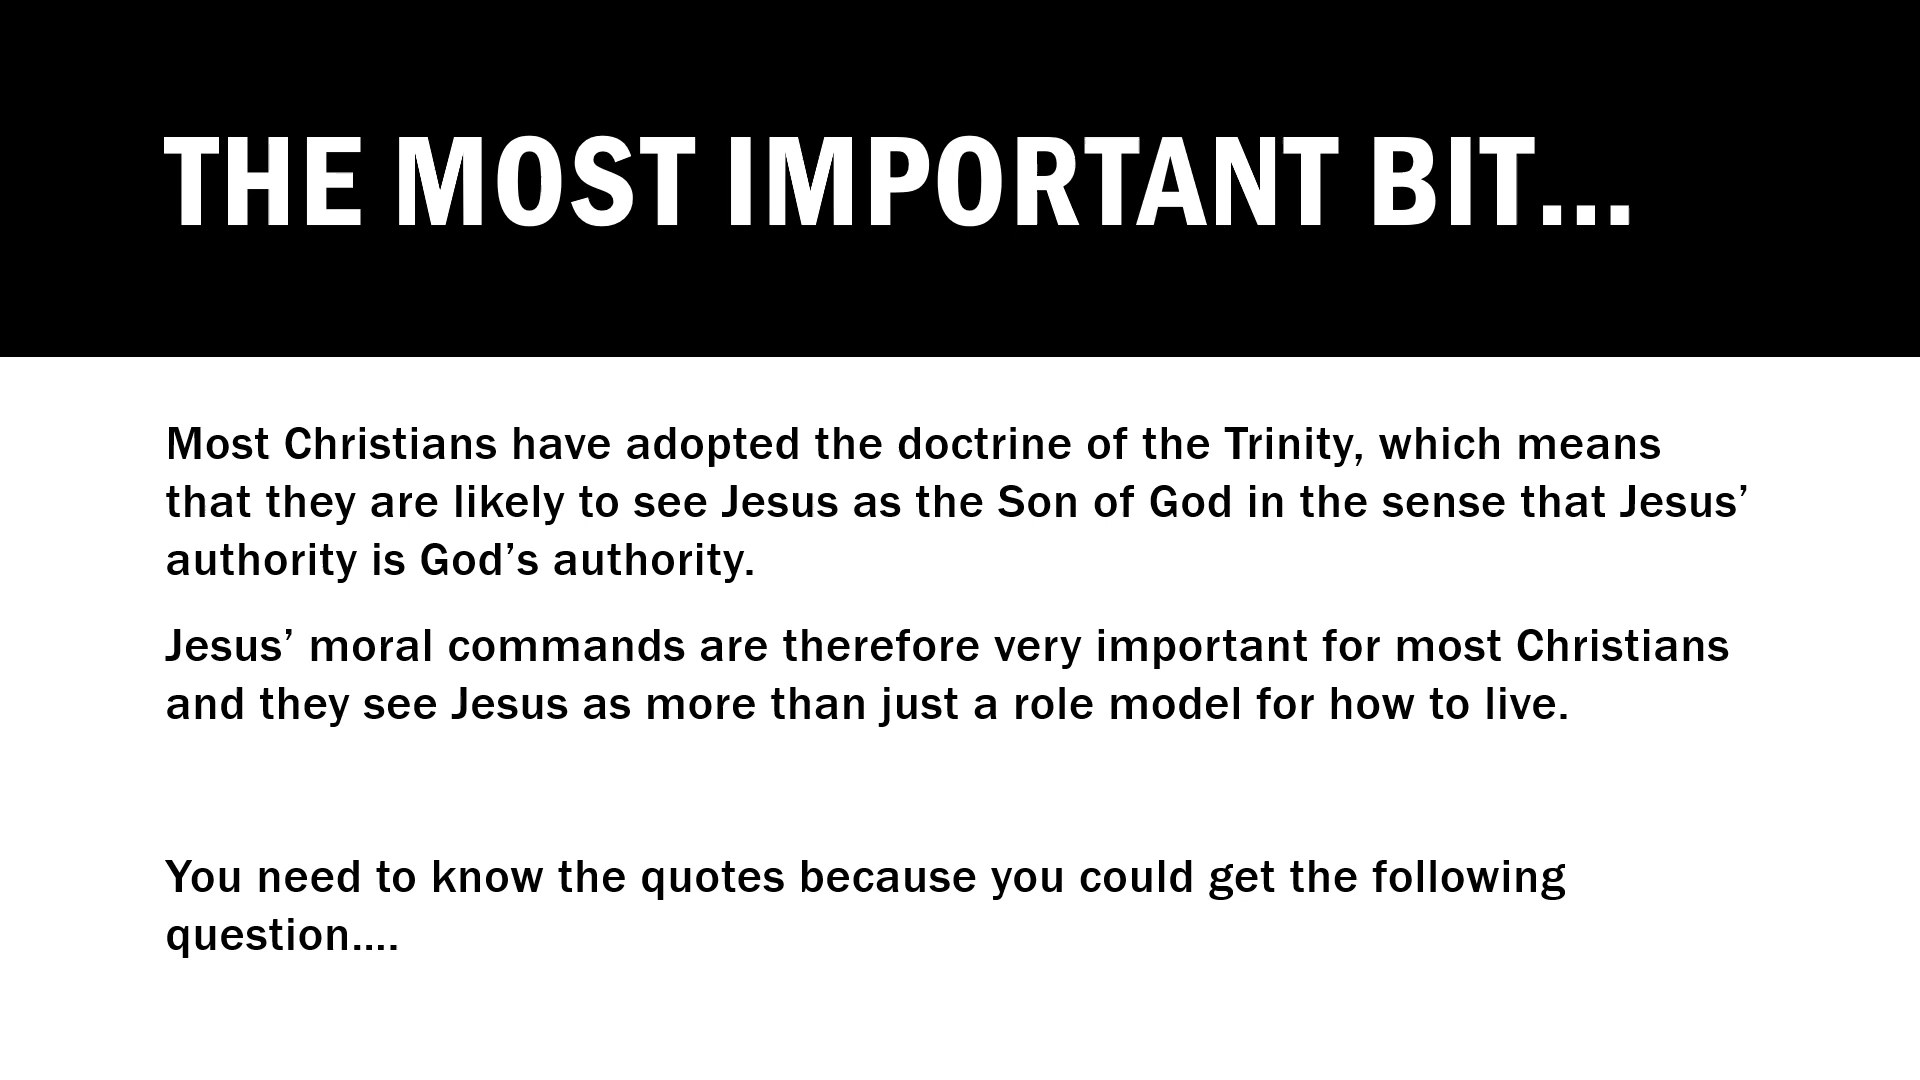 THE MOST IMPORTANT BIT...
Most Christians have adopted the doctrine of the Trinity, which means
that they are likely to see Jesus as the Son of God in the sense that Jesus’
authority is God’s authority.
Jesus’ moral commands are therefore very important for most Christians
and they see Jesus as more than just a role model for how to live.
You need to know the quotes because you could get the following
question....